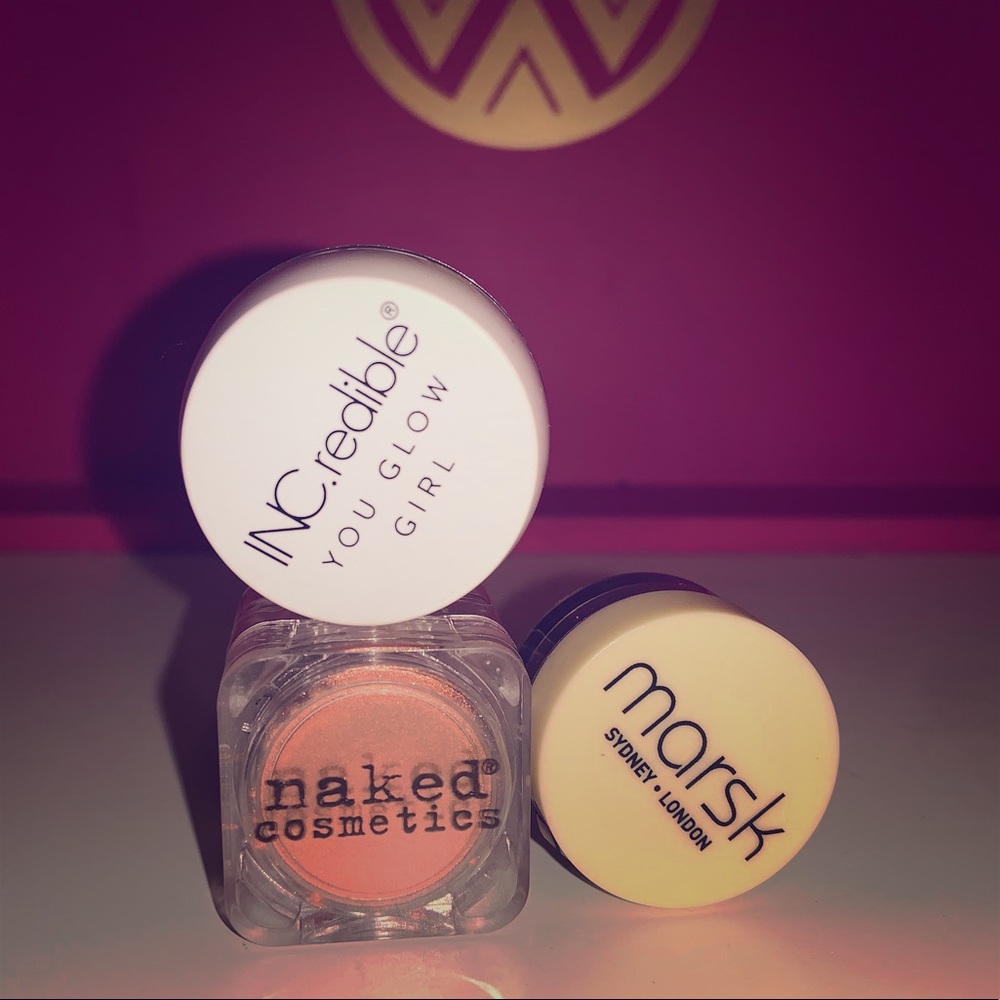 INC.redible®
YOU GLOW
GIRL
naked®
cosmetics
marsk
SYDNEY • LONDON